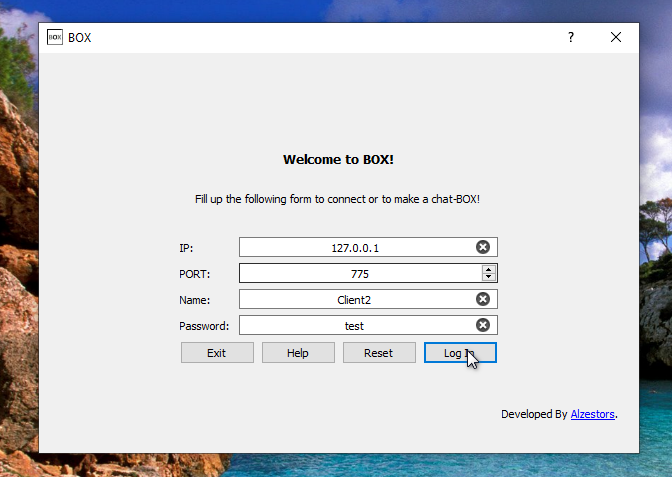 BOX BOX
Welcome to BOX!
Fill up the following form to connect or to make a chat-BOX!
IP: 127.0.0.1
PORT: 775
Name: Client2
Password: test
Exit Help Reset Log In
Developed By Alzestors.